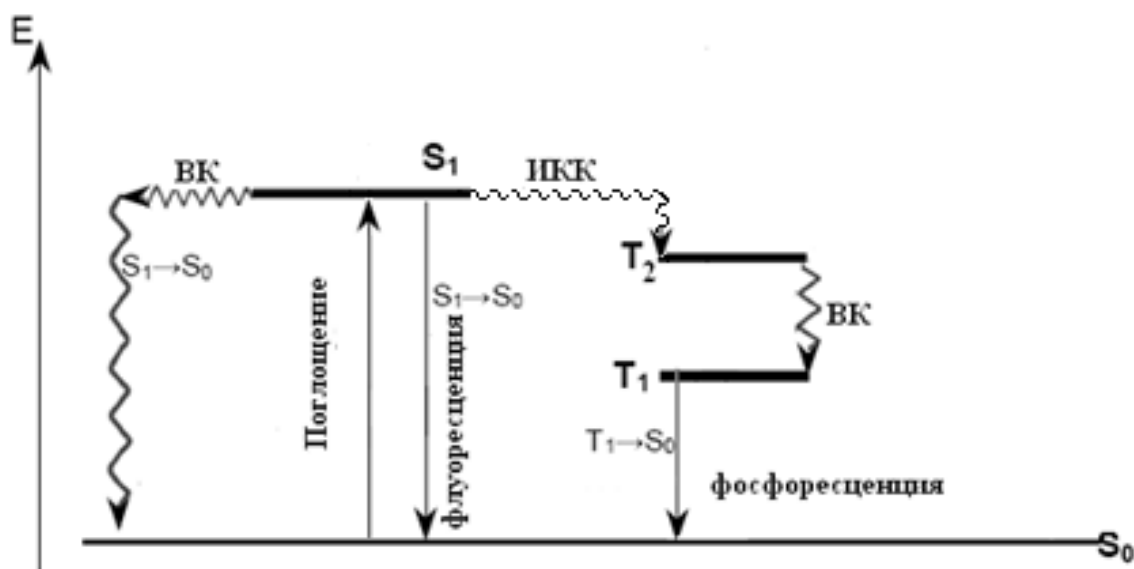 E
ВК
S₁
ИКК
S₁→S₀
T₂
Поглощение
S₁→S₀
флуоресценция
ВК
T₁
T₁→S₀
фосфоресценция
S₀